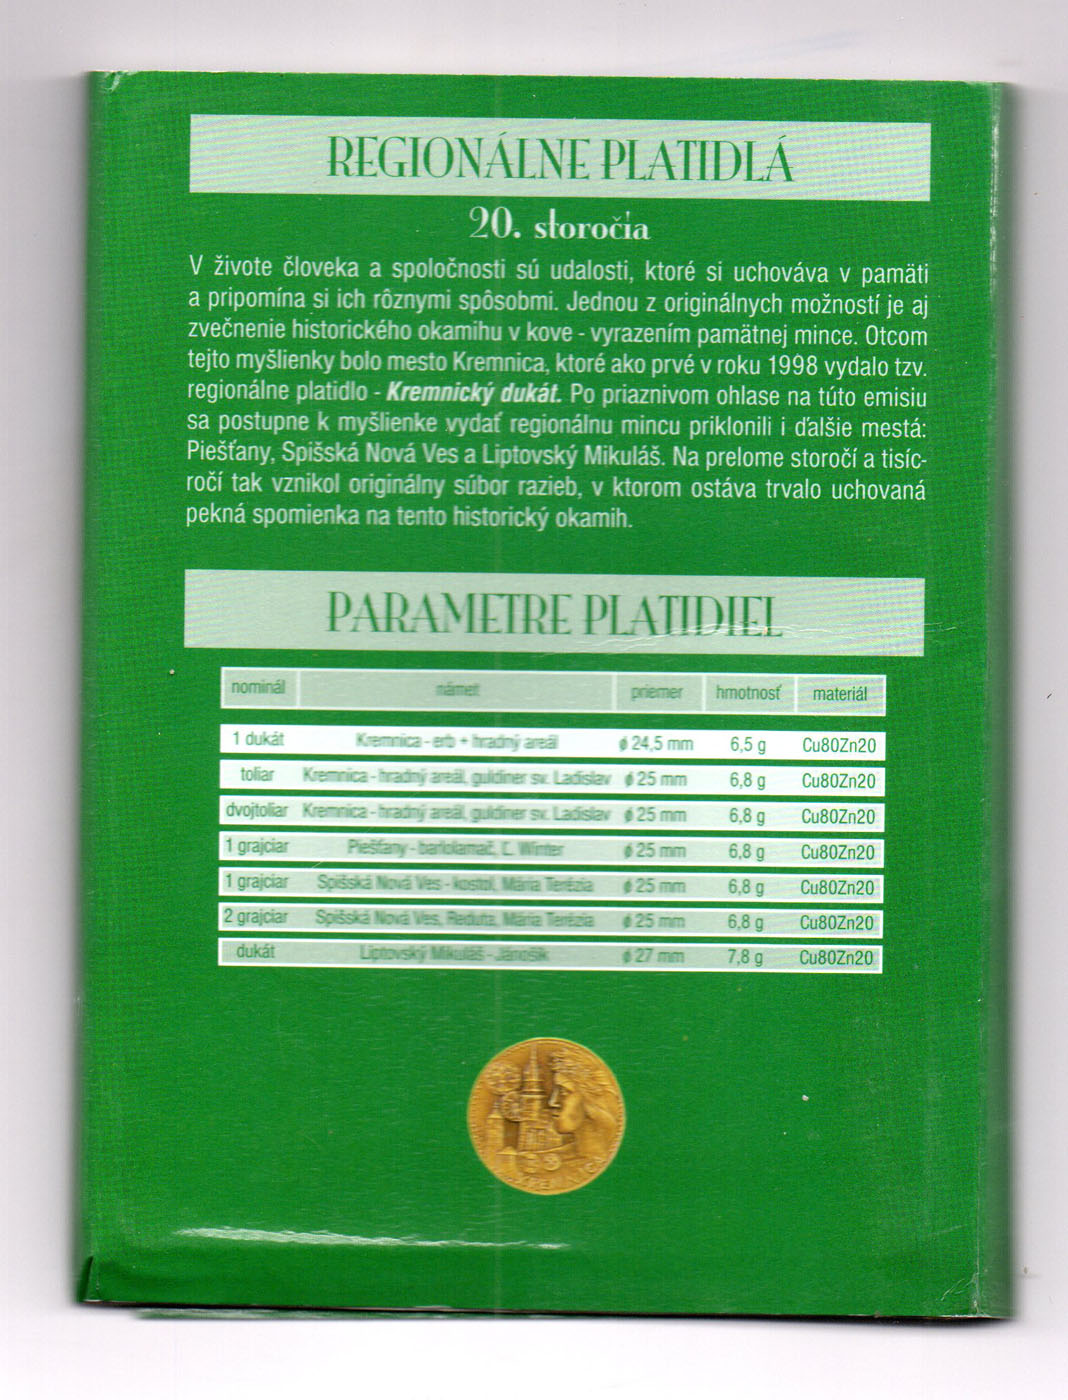 REGIONÁLNE PLATIDLÁ
20. storočia
V živote človeka a spoločnosti sú udalosti, ktoré si uchováva v pamäti
a pripomína si ich rôznymi spôsobmi. Jednou z originálnych možností je aj
zvečnenie historického okamihu v kove - vyrazením pamätnej mince. Otcom
tejto myšlienky bolo mesto Kremnica, ktoré ako prvé v roku 1998 vydalo tzv.
regionálne platidlo - Kremnický dukát. Po priaznivom ohlase na túto emisiu
sa postupne k myšlienke vydať regionálnu mincu priklonili i ďalšie mestá:
Piešťany, Spišská Nová Ves a Liptovský Mikuláš. Na prelome storočí a tisíc-
ročí tak vznikol originálny súbor razieb, v ktorom ostáva trvalo uchovaná
pekná spomienka na tento historický okamih.
PARAMETRE PLATIDIEL
nominál námet priemer hmotnosť materiál
1 dukát Kremnica - erb + hradný areál ø 24,5 mm 6,5 g Cu80Zn20
toliar Kremnica - hradný areál, guldiner sv. Ladislav ø 25 mm 6,8 g Cu80Zn20
dvojtoliar Kremnica - hradný areál, guldiner sv. Ladislav ø 25 mm 6,8 g Cu80Zn20
1 grajciar Piešťany - barlolamač, Ľ. Winter ø 25 mm 6,8 g Cu80Zn20
1 grajciar Spišská Nová Ves - kostol, Mária Terézia ø 25 mm 6,8 g Cu80Zn20
2 grajciar Spišská Nová Ves, Reduta, Mária Terézia ø 25 mm 6,8 g Cu80Zn20
dukát Liptovský Mikuláš - Jánošík ø 27 mm 7,8 g Cu80Zn20